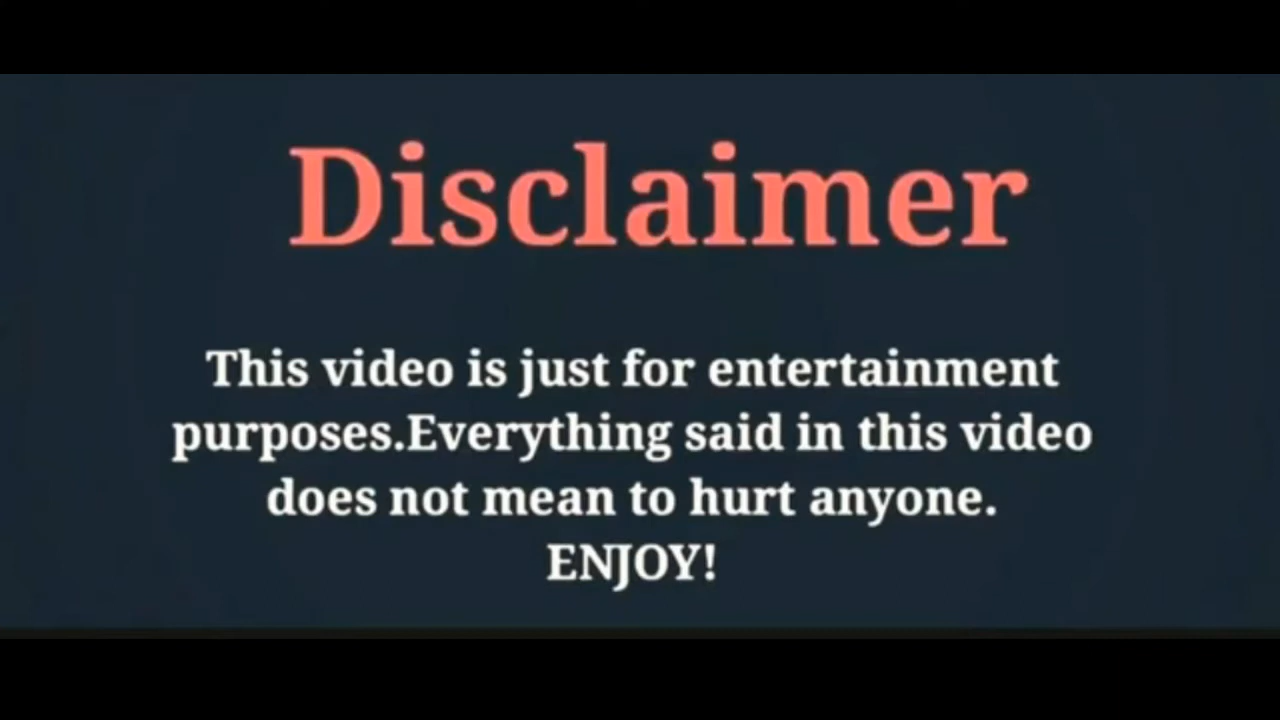 Disclaimer
This video is just for entertainment
purposes.Everything said in this video
does not mean to hurt anyone.
ENJOY!